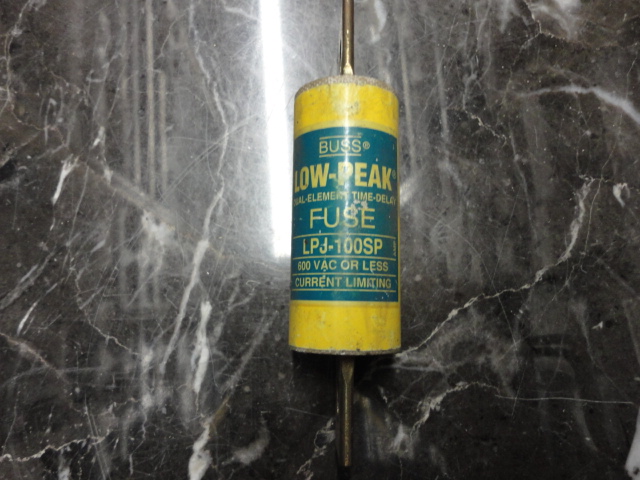 BUSS®
LOW-PEAK®
DUAL-ELEMENT TIME-DELAY
FUSE
LPJ-100SP
600 VAC OR LESS
CURRENT LIMITING